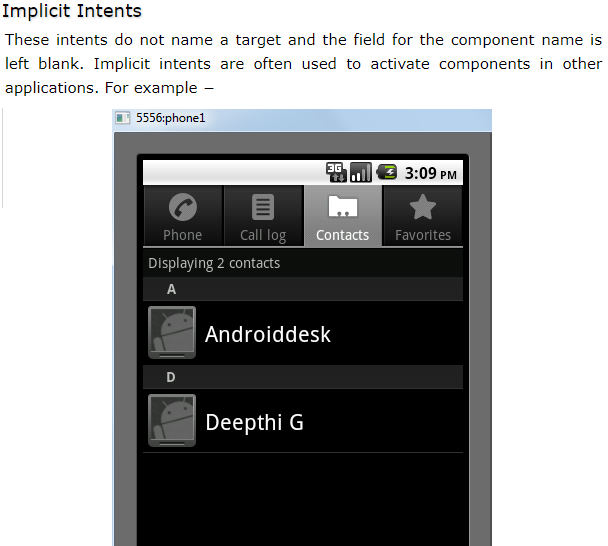 Implicit Intents
These intents do not name a target and the field for the component name is
left blank. Implicit intents are often used to activate components in other
applications. For example −
5556:phone1
3G 3:09 PM
Phone Call log Contacts Favorites
Displaying 2 contacts
A
Androiddesk
D
Deepthi G